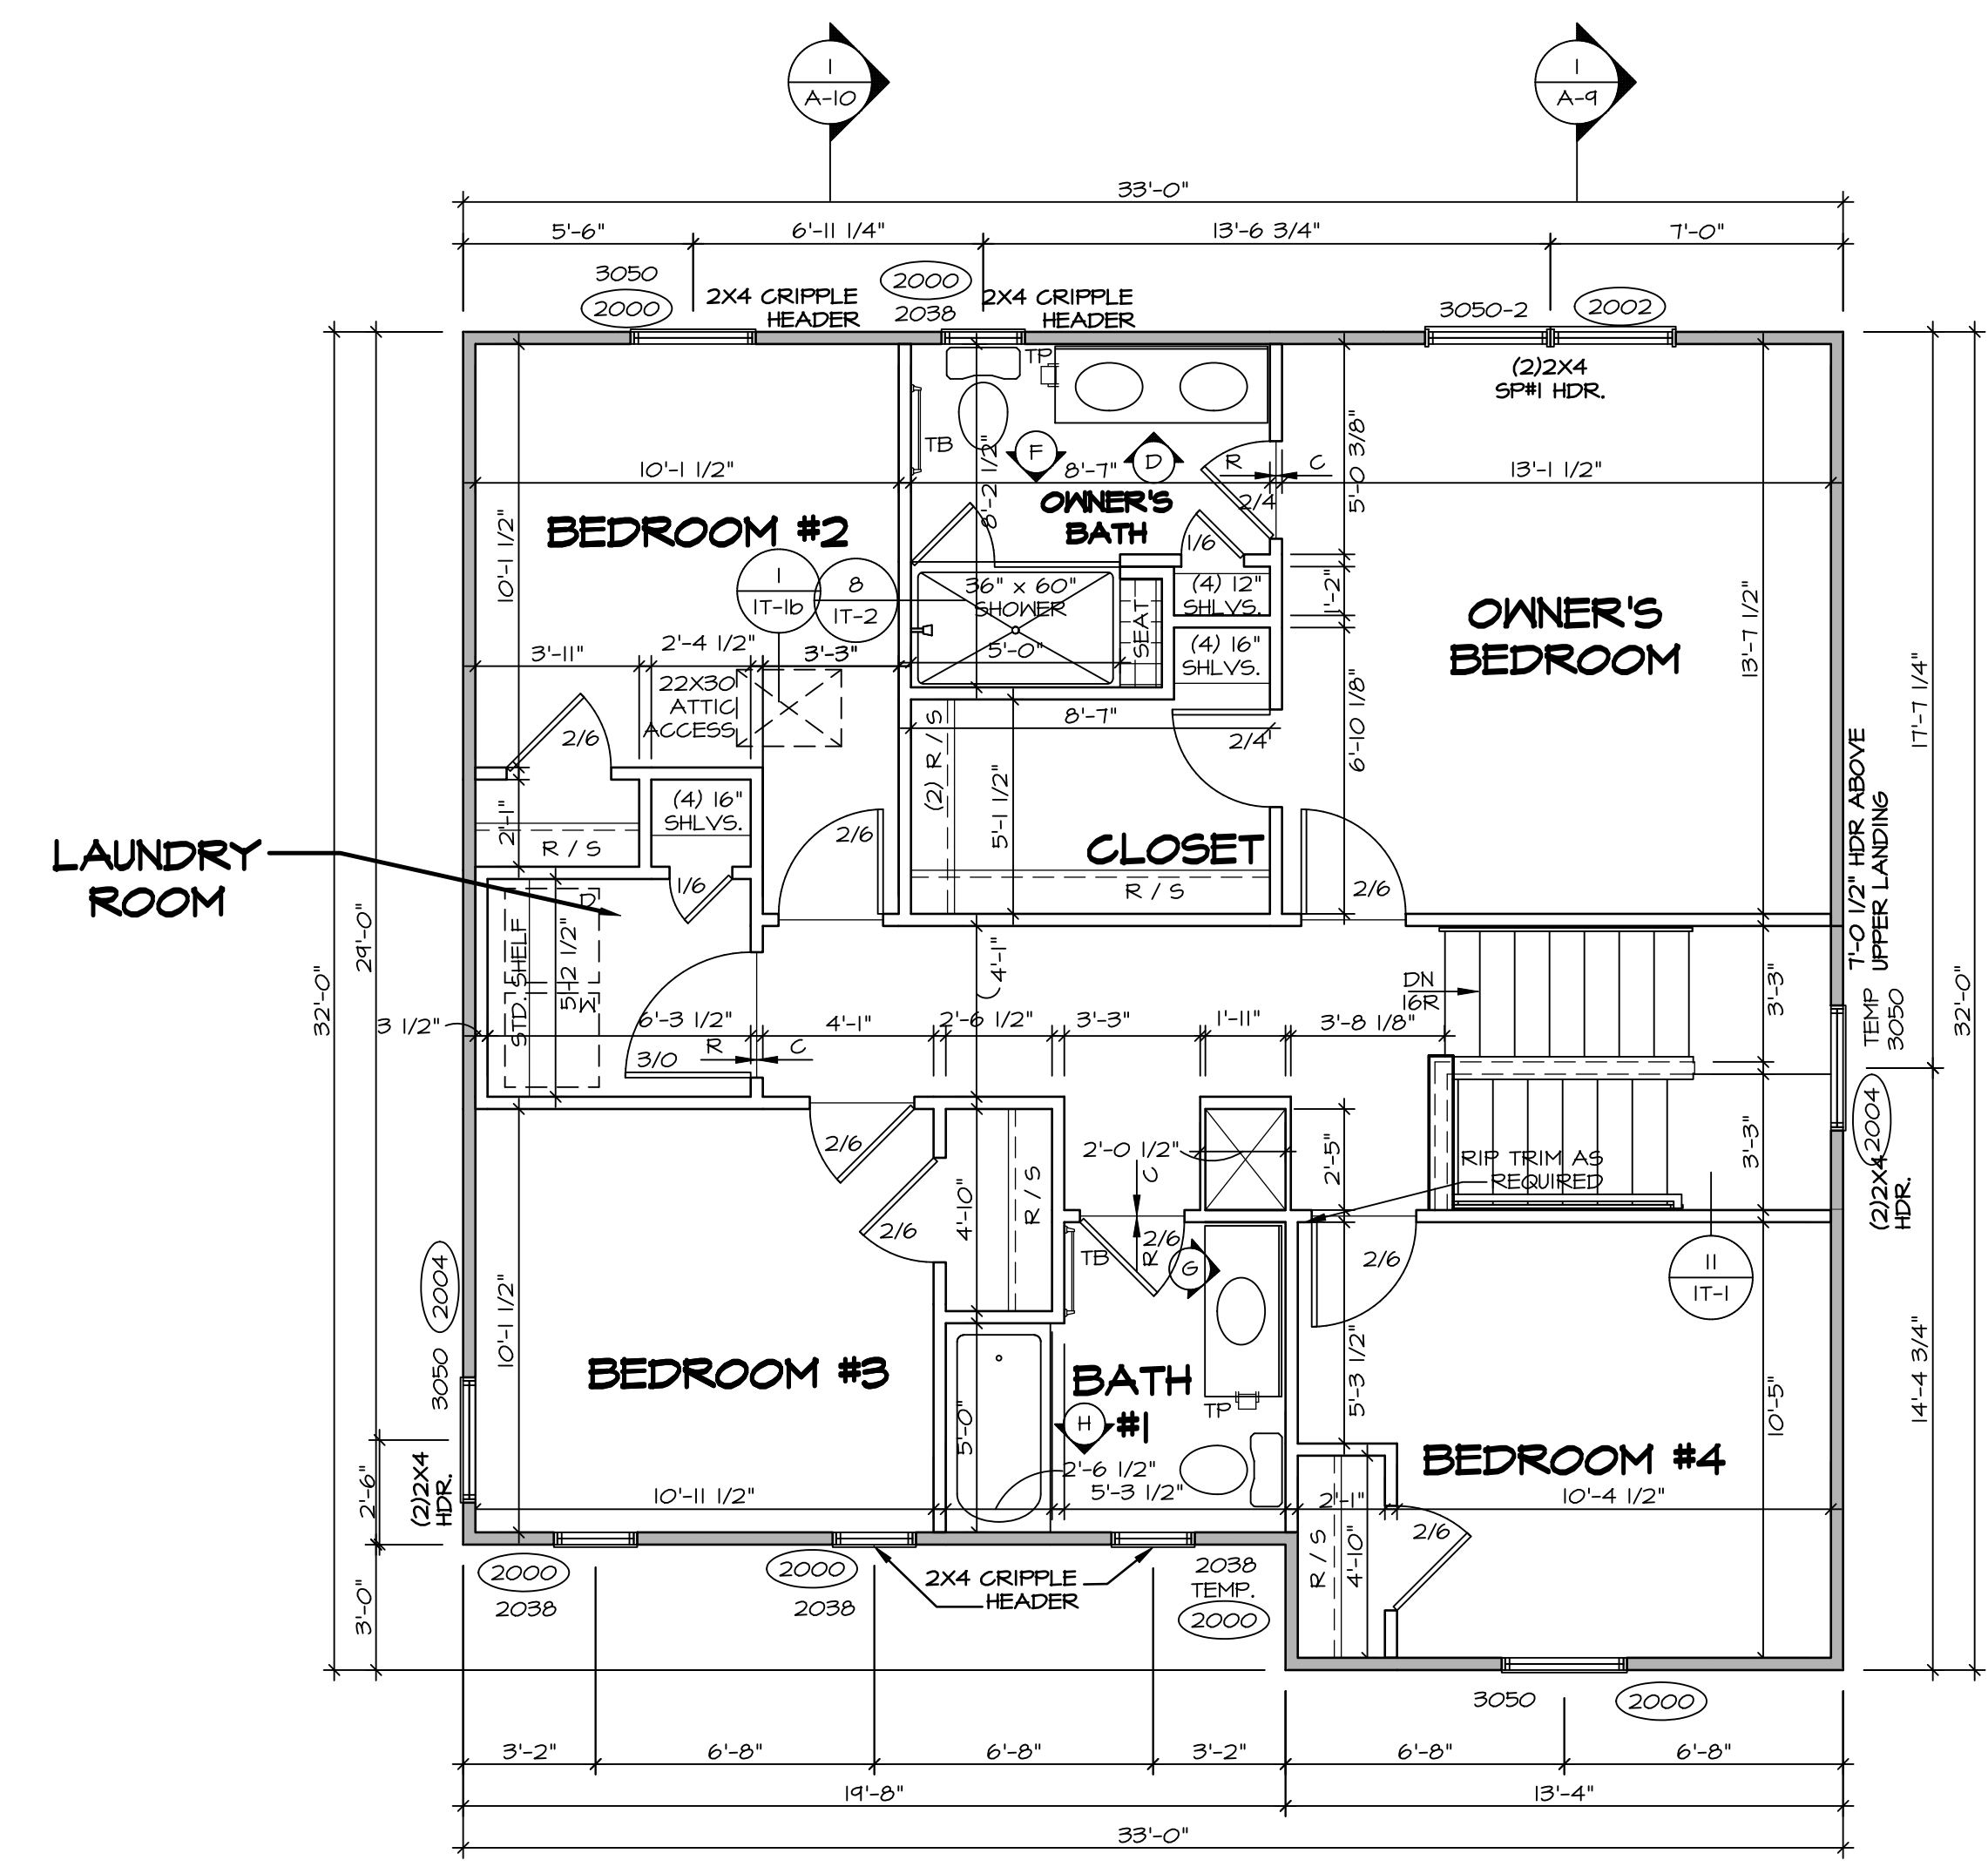 1
A-10
1
A-9
33'-0"
5'-6"
6'-11 1/4"
13'-6 3/4"
7'-0"
3050
2000
2X4 CRIPPLE
HEADER
2000
2038
2X4 CRIPPLE
HEADER
3050-2
2002
(2)2X4
SP#1 HDR.
TP
TB
F
D
8'-2 1/2"
8'-7"
R
C
2/4
5'-0 3/8"
10'-1 1/2"
13'-1 1/2"
OWNER'S
BATH
10'-1 1/2"
BEDROOM #2
1
IT-1b
8
IT-2
36" x 60"
SHOWER
5'-0"
SEAT
1/6
(4) 12"
SHLVS.
(4) 16"
SHLVS.
1'-2"
OWNER'S
BEDROOM
13'-7 1/2"
3'-11"
2'-4 1/2"
3'-3"
22X30
ATTIC
ACCESS
2/6
8'-7"
2/4
6'-10 1/8"
(2) R / S
5'-1 1/2"
CLOSET
R / S
2'-1"
R / S
(4) 16"
SHLVS.
1/6
2/6
2/6
LAUNDRY
ROOM
32'-0"
29'-0"
7'-0 1/2" HDR ABOVE
UPPER LANDING
17'-7 1/4"
32'-0"
D
W
STD. SHELF
5'-2 1/2"
3 1/2"
6'-3 1/2"
3/0
R
C
4'-1"
4'-1"
2'-6 1/2"
3'-3"
1'-11"
3'-8 1/8"
DN
16R
3'-3"
TEMP
3050
2004
(2)2X4
HDR.
3'-3"
2/6
2/6
4'-10"
R / S
2'-0 1/2"
C
R
2/6
2'-5"
RIP TRIM AS
REQUIRED
TB
G
2/6
11
IT-1
2004
3050
(2)2X4
HDR.
2'-6"
3'-0"
10'-1 1/2"
BEDROOM #3
5'-0"
BATH
#1
H
TP
2'-6 1/2"
5'-3 1/2"
5'-3 1/2"
10'-5"
14'-4 3/4"
BEDROOM #4
10'-11 1/2"
2'-1"
10'-4 1/2"
R / S
4'-10"
2/6
2000
2038
2000
2038
2X4 CRIPPLE
HEADER
2038
TEMP.
2000
3050
2000
3'-2"
6'-8"
6'-8"
3'-2"
6'-8"
6'-8"
19'-8"
13'-4"
33'-0"